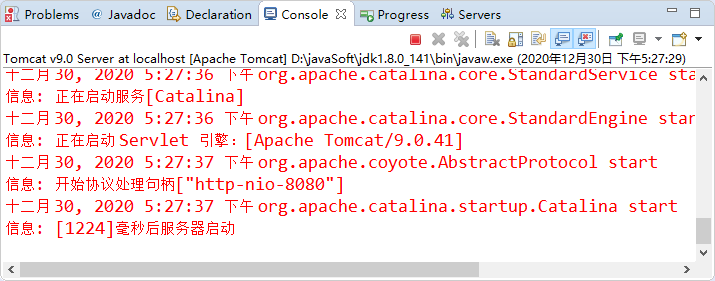 Problems @ Javadoc Declaration Console Progress Servers
Tomcat v9.0 Server at localhost [Apache Tomcat] D:\javaSoft\jdk1.8.0_141\bin\javaw.exe (2020年12月30日 下午5:27:29)
十二月 30, 2020 5:27:36 下午 org.apache.catalina.core.StandardService sta
信息: 正在启动服务[Catalina]
十二月 30, 2020 5:27:36 下午 org.apache.catalina.core.StandardEngine star
信息: 正在启动 Servlet 引擎：[Apache Tomcat/9.0.41]
十二月 30, 2020 5:27:37 下午 org.apache.coyote.AbstractProtocol start
信息: 开始协议处理句柄["http-nio-8080"]
十二月 30, 2020 5:27:37 下午 org.apache.catalina.startup.Catalina start
信息: [1224]毫秒后服务器启动